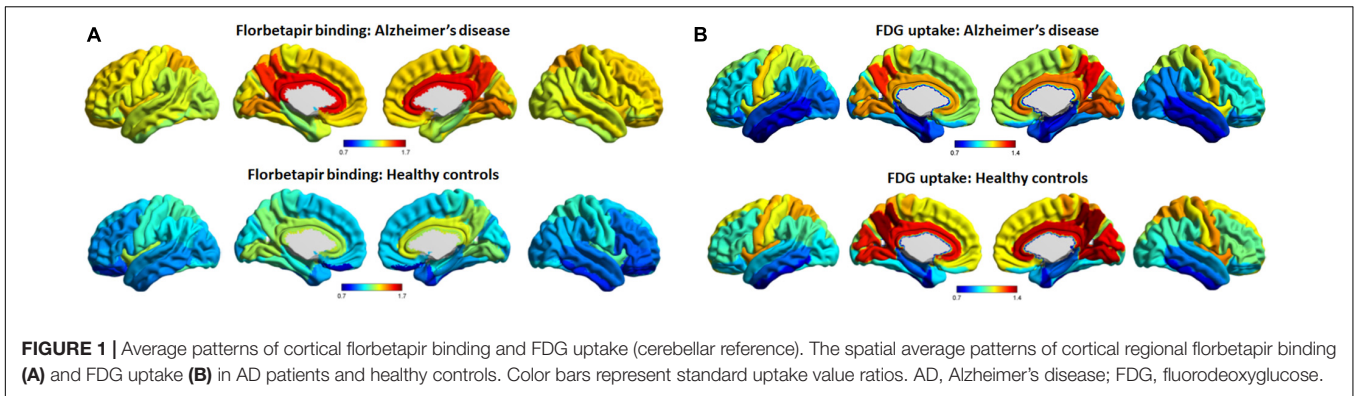 A
Florbetapir binding: Alzheimer's disease
0.7 1.7
Florbetapir binding: Healthy controls
0.7 1.7
B
FDG uptake: Alzheimer's disease
0.7 1.4
FDG uptake: Healthy controls
0.7 1.4
FIGURE 1 | Average patterns of cortical florbetapir binding and FDG uptake (cerebellar reference). The spatial average patterns of cortical regional florbetapir binding
(A) and FDG uptake (B) in AD patients and healthy controls. Color bars represent standard uptake value ratios. AD, Alzheimer's disease; FDG, fluorodeoxyglucose.